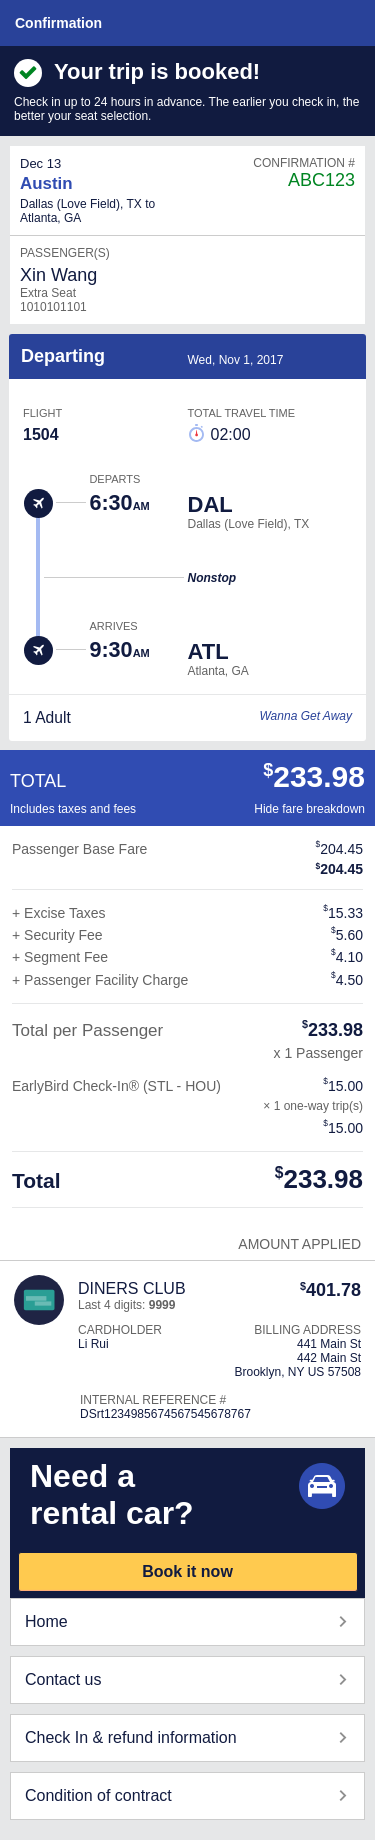 Confirmation
Your trip is booked!
Check in up to 24 hours in advance. The earlier you check in, the
better your seat selection.
Dec 13
CONFIRMATION #
Austin
ABC123
Dallas (Love Field), TX to
Atlanta, GA
PASSENGER(S)
Xin Wang
Extra Seat
1010101101
Departing
Wed, Nov 1, 2017
FLIGHT
TOTAL TRAVEL TIME
1504
02:00
DEPARTS
6:30AM
DAL
Dallas (Love Field), TX
Nonstop
ARRIVES
9:30AM
ATL
Atlanta, GA
1 Adult
Wanna Get Away
TOTAL
$233.98
Includes taxes and fees
Hide fare breakdown
Passenger Base Fare
$204.45
$204.45
+ Excise Taxes
$15.33
+ Security Fee
$5.60
+ Segment Fee
$4.10
+ Passenger Facility Charge
$4.50
Total per Passenger
$233.98
x 1 Passenger
EarlyBird Check-In® (STL - HOU)
$15.00
× 1 one-way trip(s)
$15.00
Total
$233.98
AMOUNT APPLIED
DINERS CLUB
$401.78
Last 4 digits: 9999
CARDHOLDER
BILLING ADDRESS
Li Rui
441 Main St
442 Main St
Brooklyn, NY US 57508
INTERNAL REFERENCE #
DSrt1234985674567545678767
Need a
rental car?
Book it now
Home
Contact us
Check In & refund information
Condition of contract